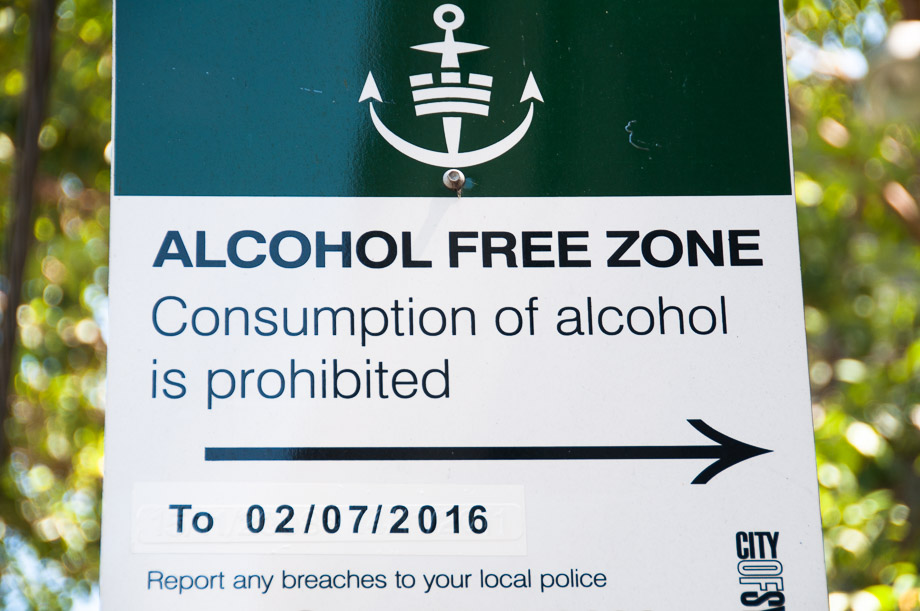 ALCOHOL FREE ZONE
Consumption of alcohol
is prohibited
To 02/07/2016
Report any breaches to your local police
CITY
OF